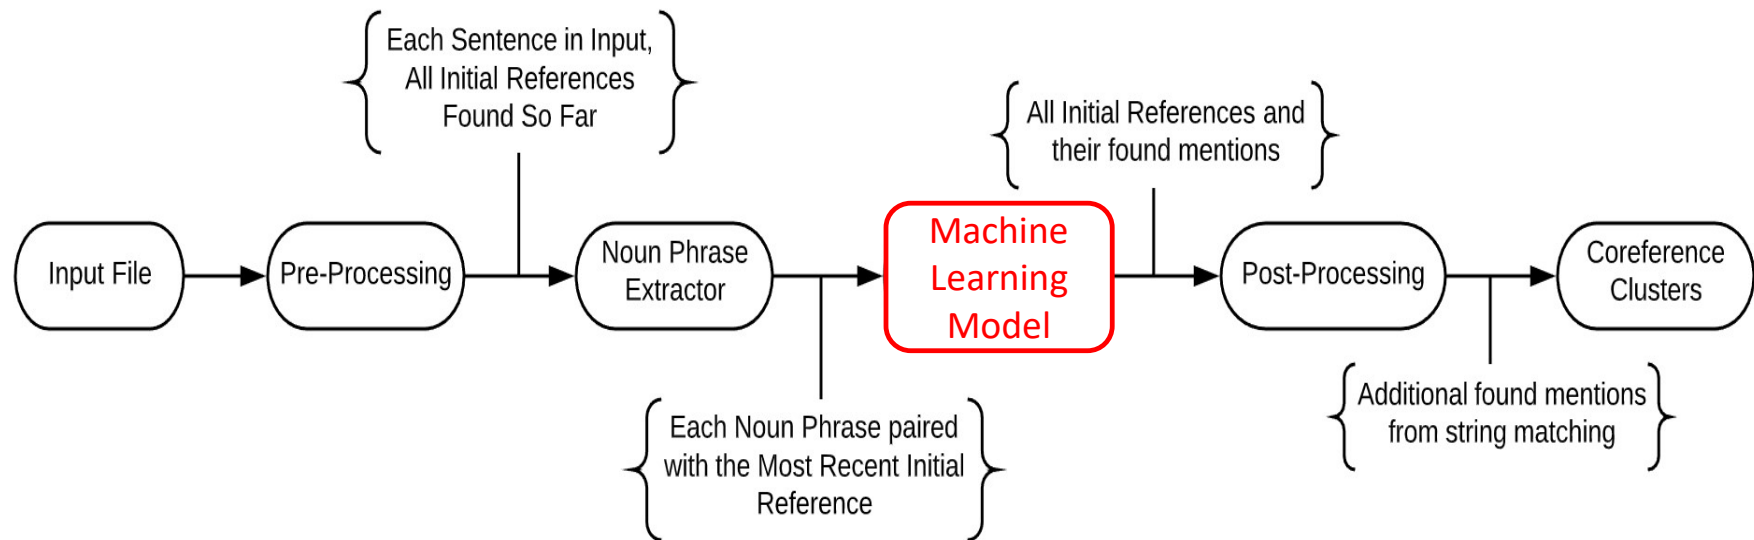 Each Sentence in Input,
All Initial References
Found So Far
All Initial References and
their found mentions
Input File
Pre-Processing
Noun Phrase
Extractor
Machine
Learning
Model
Post-Processing
Coreference
Clusters
Each Noun Phrase paired
with the Most Recent Initial
Reference
Additional found mentions
from string matching